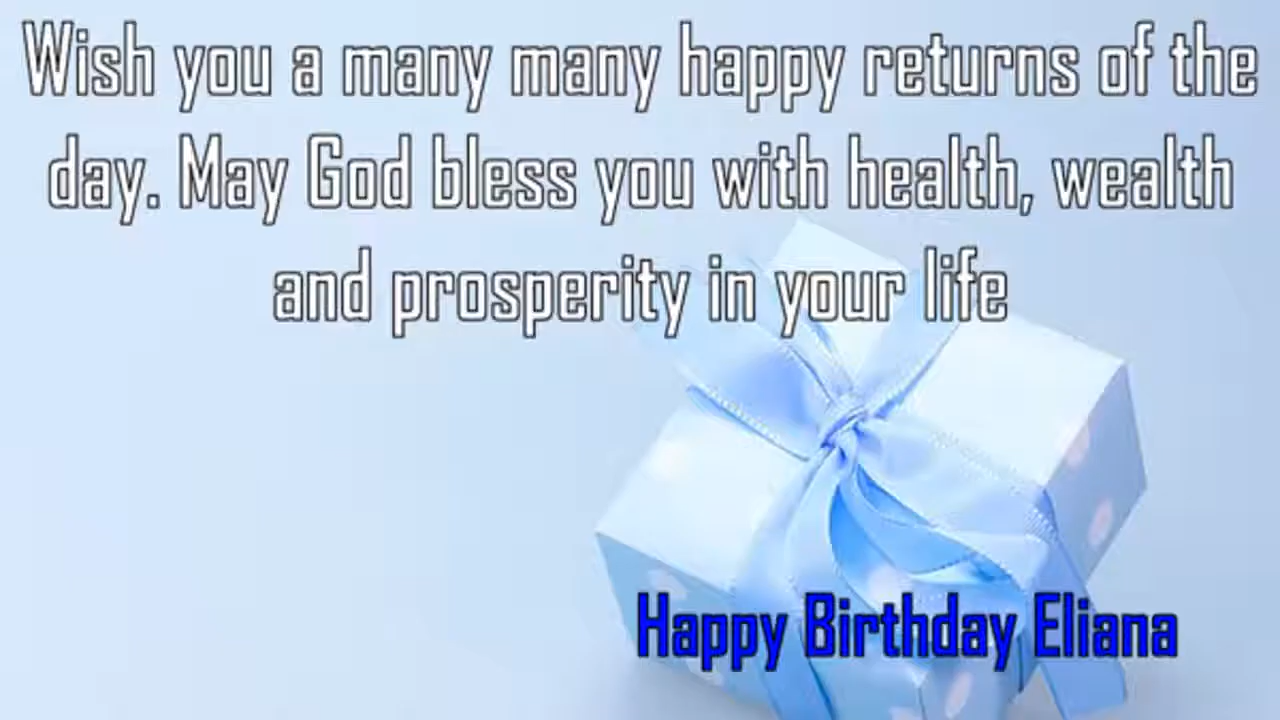 Wish you a many many happy returns of the
day. May God bless you with health, wealth
and prosperity in your life
Happy Birthday Eliana